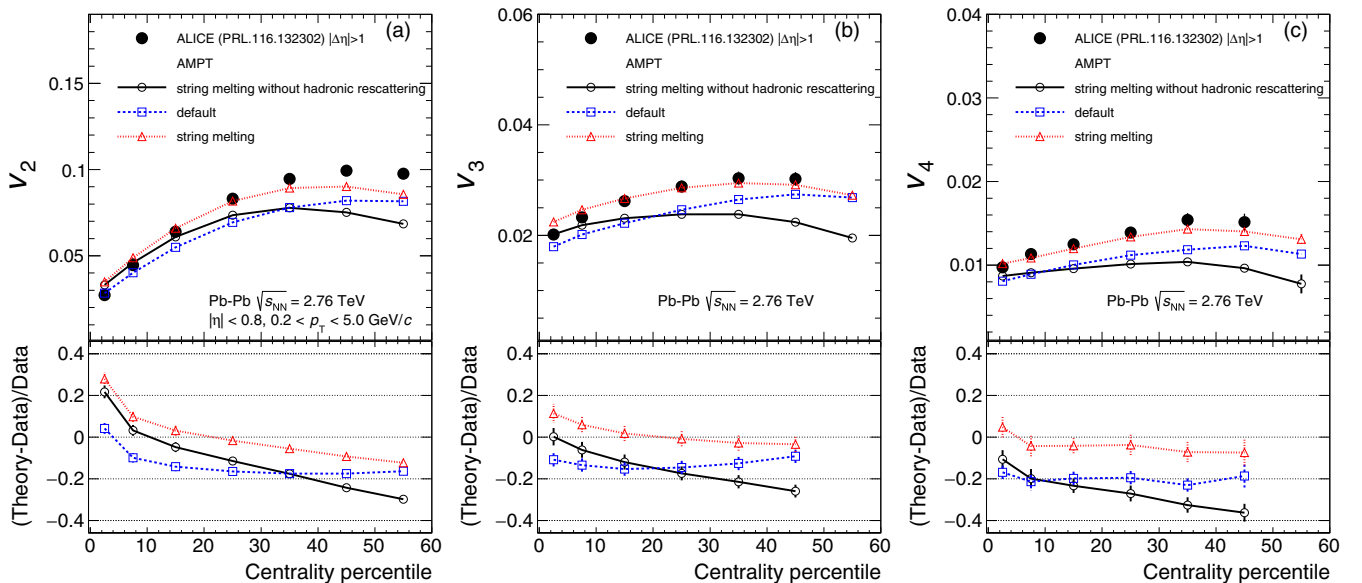 (a)
ALICE (PRL.116.132302) |Δη|>1
AMPT
string melting without hadronic rescattering
default
string melting
v2
0.15
0.1
0.05
Pb-Pb √sNN = 2.76 TeV
|η| < 0.8, 0.2 < pT < 5.0 GeV/c
(Theory-Data)/Data
0.4
0.2
0
−0.2
−0.4
0 10 20 30 40 50 60
Centrality percentile
(b)
ALICE (PRL.116.132302) |Δη|>1
AMPT
string melting without hadronic rescattering
default
string melting
v3
0.06
0.04
0.02
Pb-Pb √sNN = 2.76 TeV
(Theory-Data)/Data
0.4
0.2
0
−0.2
−0.4
0 10 20 30 40 50 60
Centrality percentile
(c)
ALICE (PRL.116.132302) |Δη|>1
AMPT
string melting without hadronic rescattering
default
string melting
v4
0.04
0.03
0.02
0.01
Pb-Pb √sNN = 2.76 TeV
(Theory-Data)/Data
0.4
0.2
0
−0.2
−0.4
0 10 20 30 40 50 60
Centrality percentile